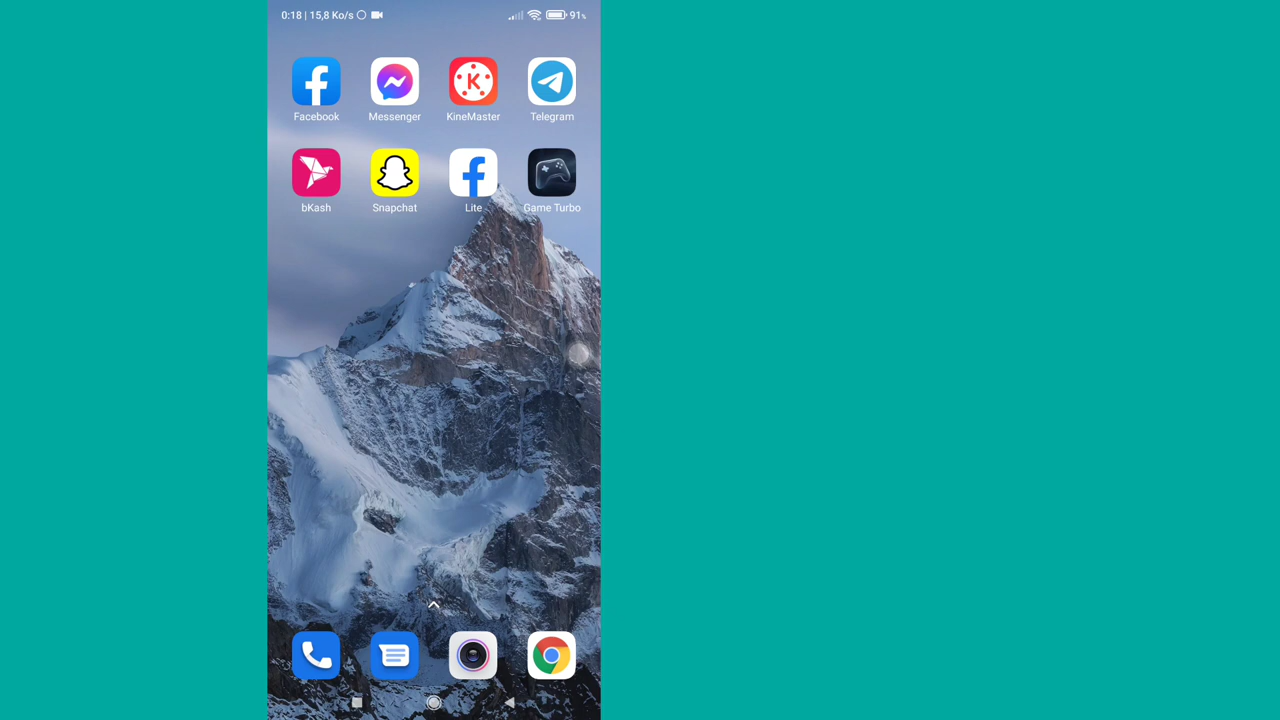 0:18 | 15,8 Ko/s 91%
Facebook Messenger KineMaster Telegram
bKash Snapchat Lite Game Turbo